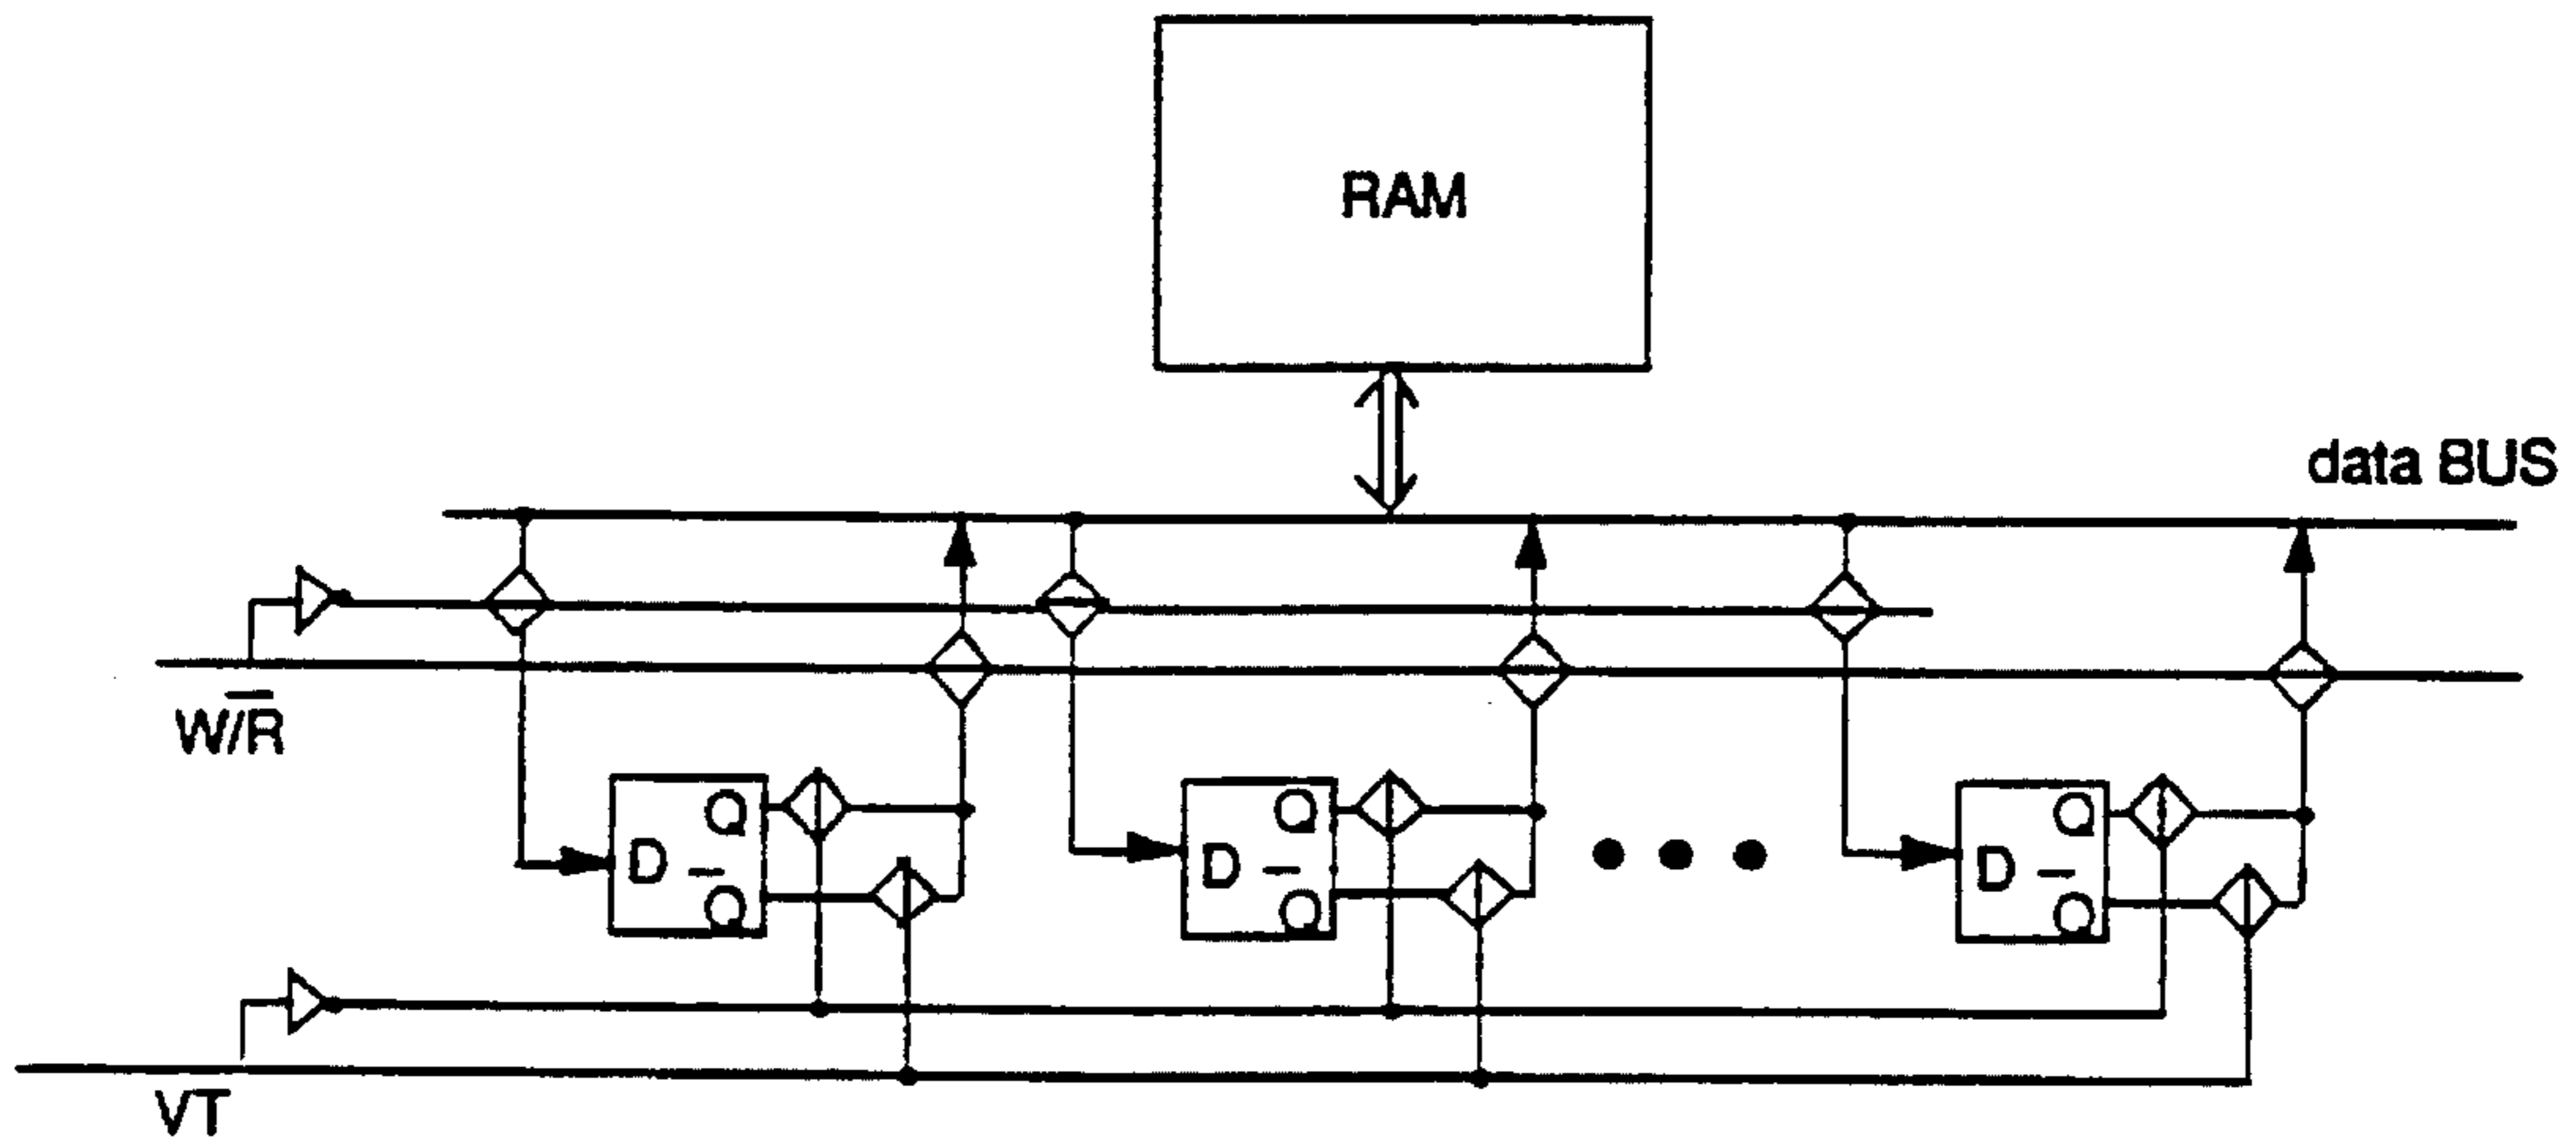 RAM
data BUS
W/R̅
Q Q Q
D D D
Q̅ Q̅ Q̅
VT